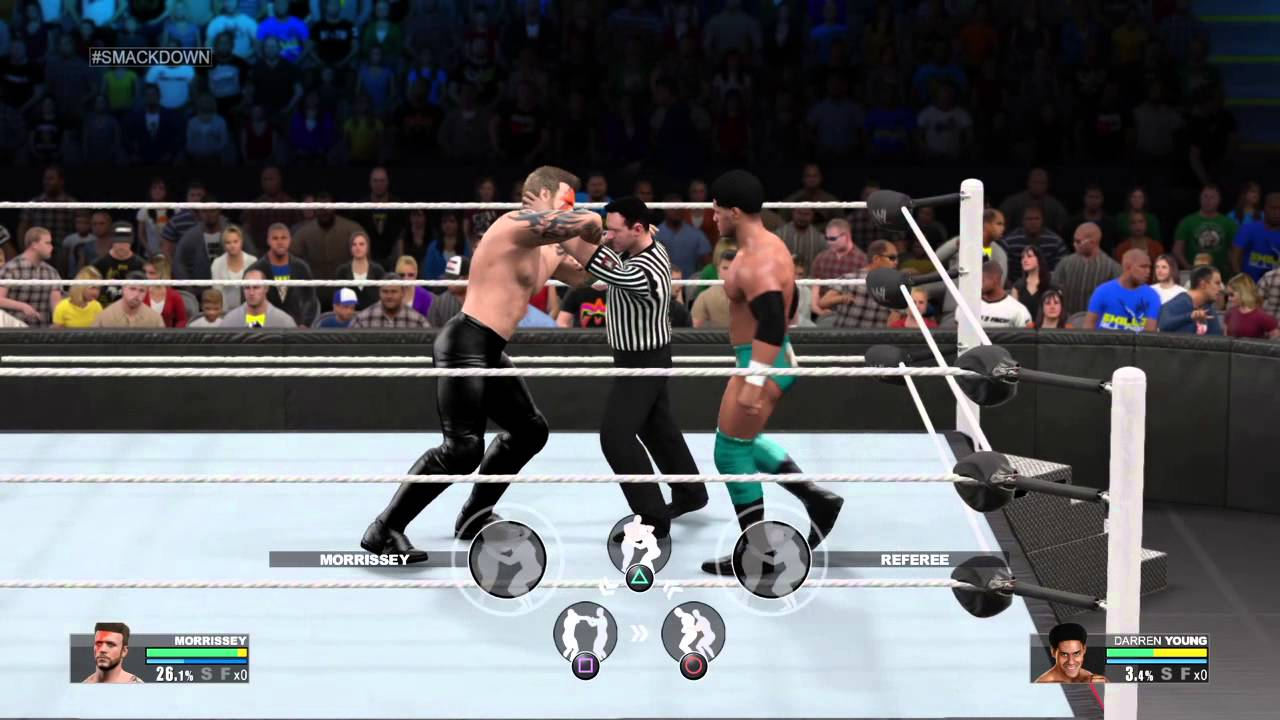 #SMACKDOWN
MORRISSEY
REFEREE
MORRISSEY
26.1% S F x0
DARREN YOUNG
3.4% S F x0